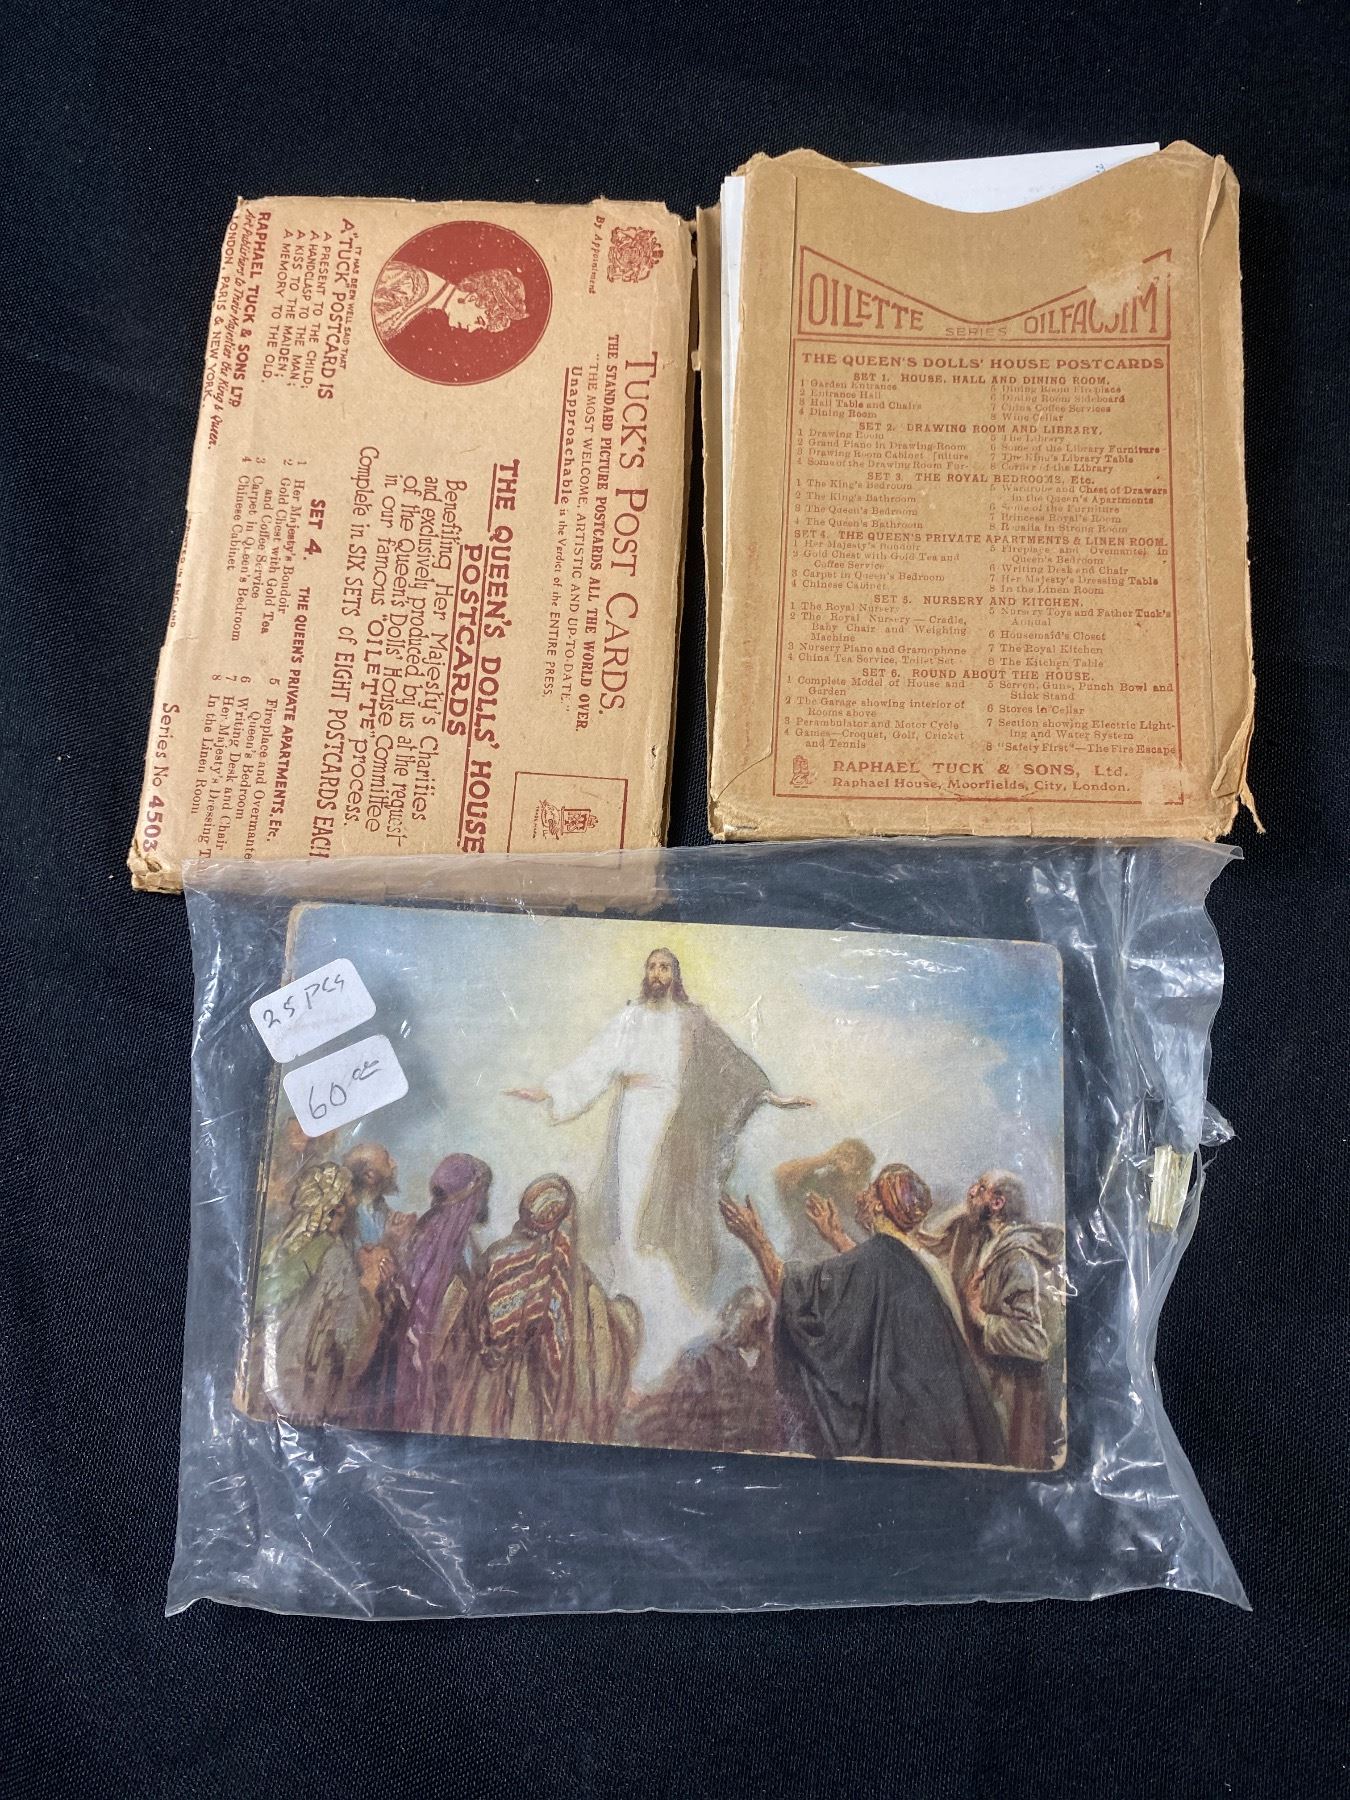 By Appointment
TUCK'S POST CARDS.
THE STANDARD PICTURE POSTCARDS ALL THE WORLD OVER.
"THE MOST WELCOME, ARTISTIC AND UP-TO-DATE."
Unapproachable is the Verdict of the ENTIRE PRESS.
THE QUEEN'S DOLLS' HOUSE
POSTCARDS
Benefiting Her Majesty's Charities
and exclusively produced by us at the request
of the Queen's Dolls' House Committee
in our famous "OILETTE" process.
Complete in SIX SETS of EIGHT POSTCARDS EACH
IT HAS BEEN WELL SAID THAT
A "TUCK" POSTCARD IS
A PRESENT TO THE CHILD;
A HANDCLASP TO THE MAN;
A KISS TO THE MAIDEN;
A MEMORY TO THE OLD,
RAPHAEL TUCK & SONS LTD
Art Publishers to Their Majesties the King & Queen.
LONDON, PARIS & NEW YORK.
SET 4. THE QUEEN'S PRIVATE APARTMENTS, Etc.
1 Her Majesty's Boudoir
2 Gold Chest with Gold Tea
and Coffee Service
3 Carpet in Queen's Bedroom
4 Chinese Cabinet
5 Fireplace and Overmantel
Queen's Bedroom
6 Writing Desk and Chair
7 Her Majesty's Dressing T
8 In the Linen Room
Series No 4503
OILETTE SERIES OILFACSIM
THE QUEEN'S DOLLS' HOUSE POSTCARDS
SET 1. HOUSE, HALL AND DINING ROOM.
1 Garden Entrance
2 Entrance Hall
3 Hall Table and Chairs
4 Dining Room
5 Dining Room Fireplace
6 Dining Room Sideboard
7 China Coffee Services
8 Wine Cellar
SET 2. DRAWING ROOM AND LIBRARY.
1 Drawing Room
2 Grand Piano in Drawing Room
3 Drawing Room Cabinet [niture
4 Some of the Drawing Room Fur-
5 The Library
6 Some of the Library Furniture
7 The King's Library Table
8 Corner of the Library
SET 3. THE ROYAL BEDROOMS, Etc.
1 The King's Bedroom
2 The King's Bathroom
3 The Queen's Bedroom
4 The Queen's Bathroom
5 Wardrobe and Chest of Drawers
in the Queen's Apartments
6 Some of the Furniture
7 Princess Royal's Room
8 Regalia in Strong Room
SET 4. THE QUEEN'S PRIVATE APARTMENTS & LINEN ROOM.
1 Her Majesty's Boudoir
2 Gold Chest with Gold Tea and
Coffee Service
3 Carpet in Queen's Bedroom
4 Chinese Cabinet
5 Fireplace and Overmantel in
Queen's Bedroom
6 Writing Desk and Chair
7 Her Majesty's Dressing Table
8 In the Linen Room
SET 5. NURSERY AND KITCHEN.
1 The Royal Nursery
2 The Royal Nursery—Cradle,
Baby Chair and Weighing
Machine
3 Nursery Piano and Gramophone
4 China Tea Service, Toilet Set
5 Nursery Toys and Father Tuck's
Annual
6 Housemaid's Closet
7 The Royal Kitchen
8 The Kitchen Table
SET 6. ROUND ABOUT THE HOUSE.
1 Complete Model of House and
Garden
2 The Garage showing interior of
Rooms above
3 Perambulator and Motor Cycle
4 Games—Croquet, Golf, Cricket
and Tennis
5 Screen, Guns, Punch Bowl and
Stick Stand
6 Stores in Cellar
7 Section showing Electric Light-
ing and Water System
8 "Safety First"—The Fire Escape
RAPHAEL TUCK & SONS, Ltd.
Raphael House, Moorfields, City, London.
25 pcs
60.00